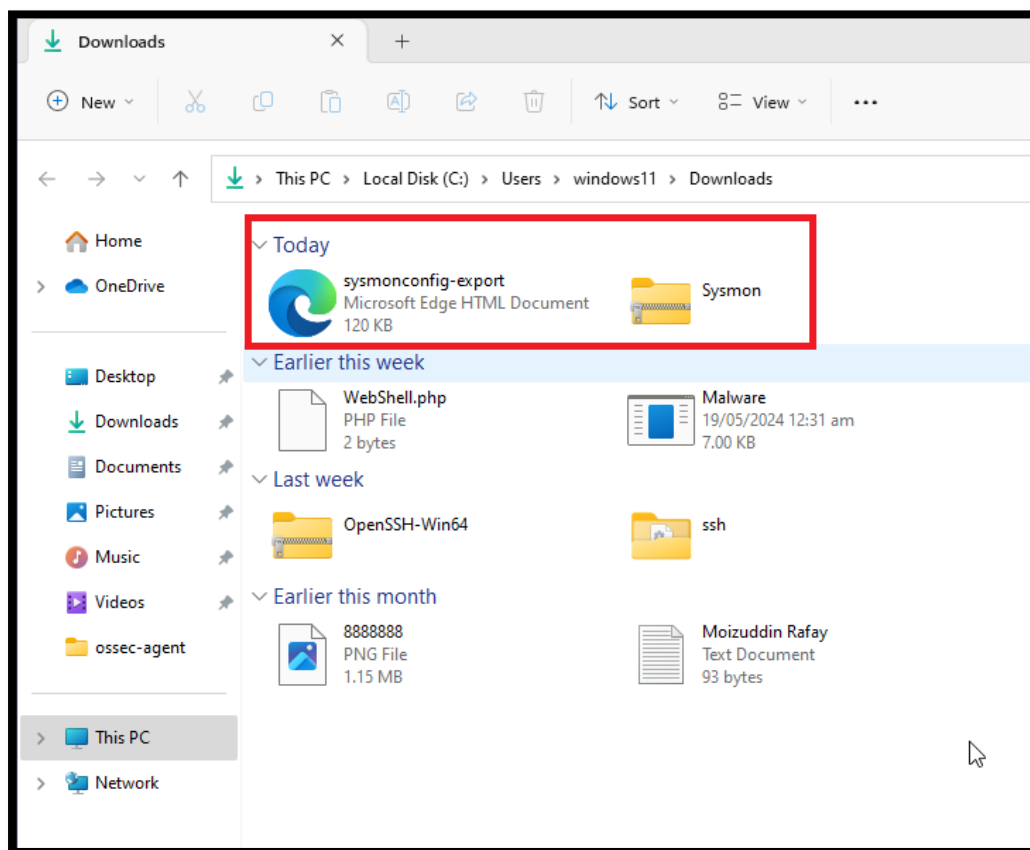 Downloads
New
Sort
View
This PC > Local Disk (C:) > Users > windows11 > Downloads
Home
OneDrive
Desktop
Downloads
Documents
Pictures
Music
Videos
ossec-agent
This PC
Network
Today
sysmonconfig-export
Microsoft Edge HTML Document
120 KB
Sysmon
Earlier this week
WebShell.php
PHP File
2 bytes
Malware
19/05/2024 12:31 am
7.00 KB
Last week
OpenSSH-Win64
ssh
Earlier this month
8888888
PNG File
1.15 MB
Moizuddin Rafay
Text Document
93 bytes